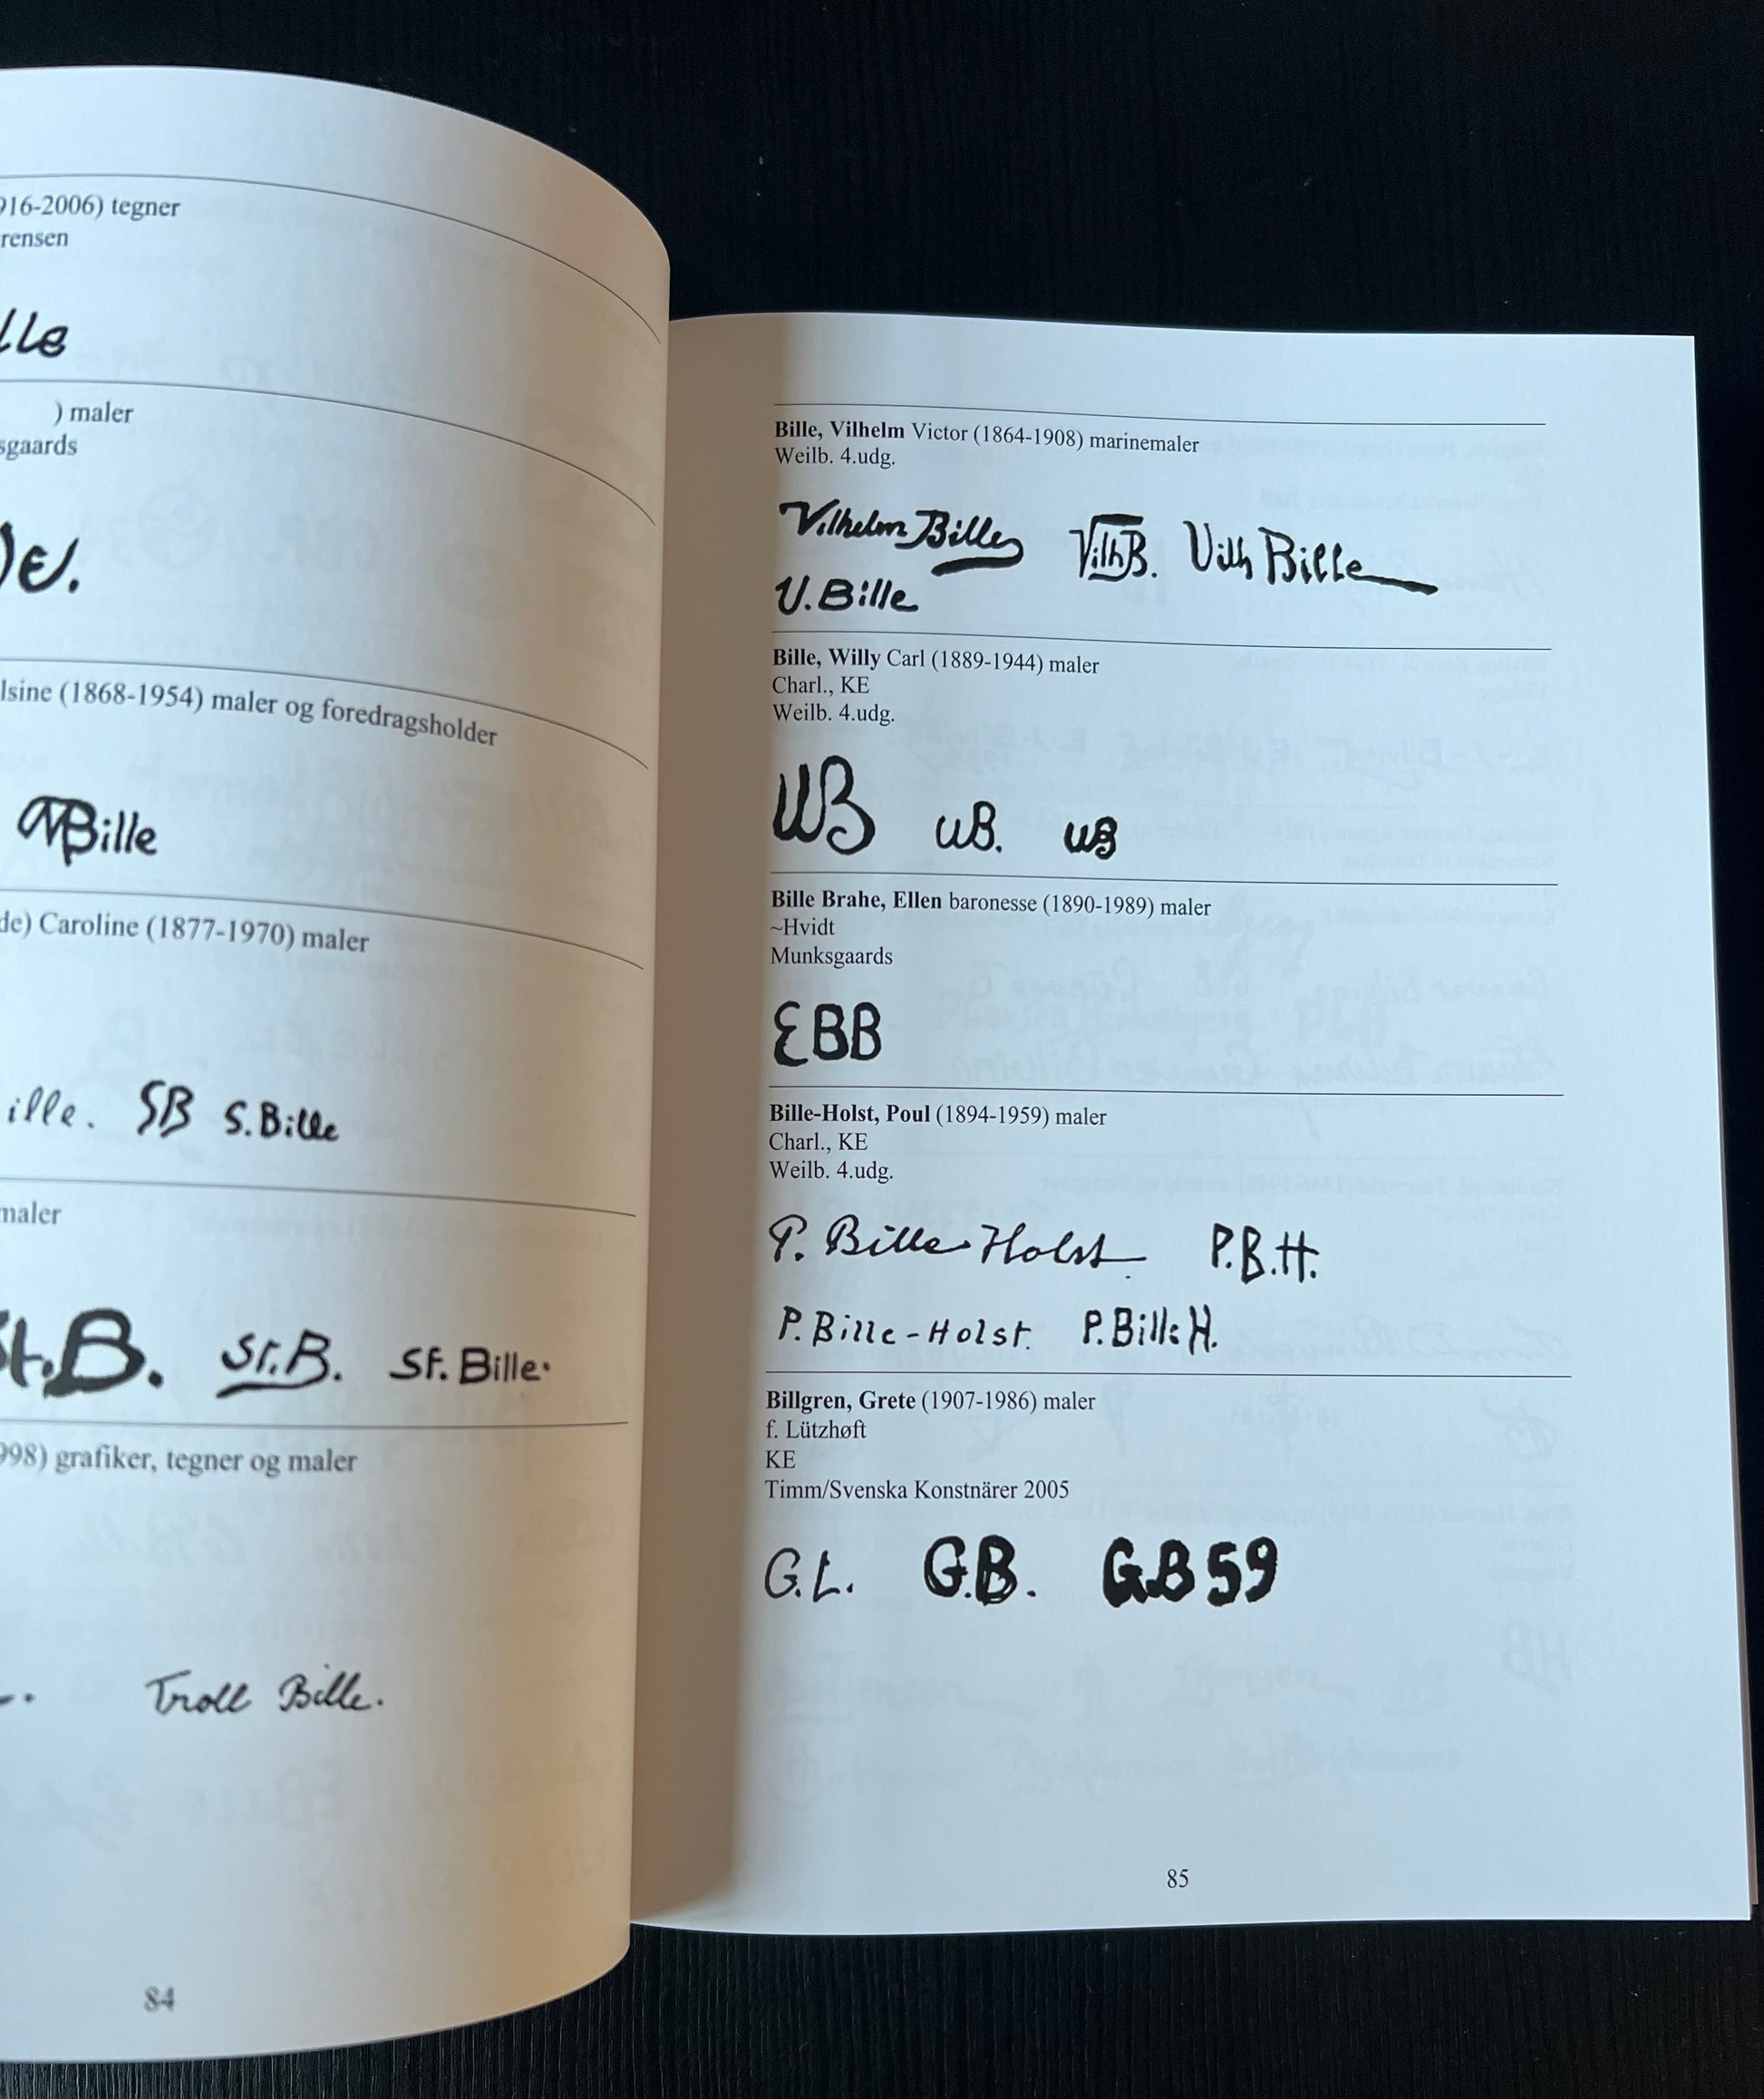 916-2006) tegner
rensen
lle
) maler
sgaards
lsine (1868-1954) maler og foredragsholder
Bille
de) Caroline (1877-1970) maler
ille. SB S.Bille
maler
St.B. St.B. St. Bille.
998) grafiker, tegner og maler
Troll Bille.
84
Bille, Vilhelm Victor (1864-1908) marinemaler
Weilb. 4.udg.
Vilhelm Bille VilhB. Vilh Bille
V. Bille
Bille, Willy Carl (1889-1944) maler
Charl., KE
Weilb. 4.udg.
WB WB. WB
Bille Brahe, Ellen baronesse (1890-1989) maler
~Hvidt
Munksgaards
EBB
Bille-Holst, Poul (1894-1959) maler
Charl., KE
Weilb. 4.udg.
P. Bille-Holst P.B.H.
P. Bille-Holst. P.Bille H.
Billgren, Grete (1907-1986) maler
f. Lützhøft
KE
Timm/Svenska Konstnärer 2005
G.L. G.B. GB 59
85